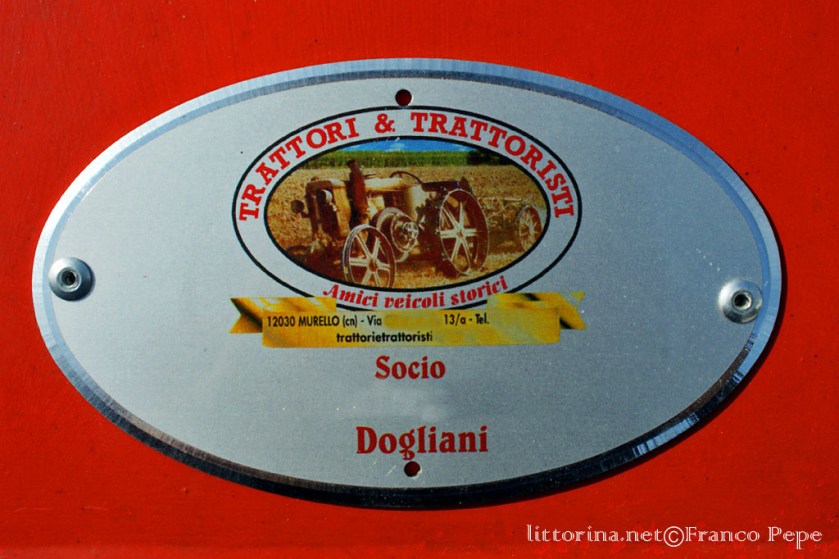 TRATTORI & TRATTORISTI
Amici veicoli storici
12030 MURELLO (cn) - Via 13/a - Tel.
trattorietrattoristi
Socio
Dogliani
littorina.net©Franco Pepe